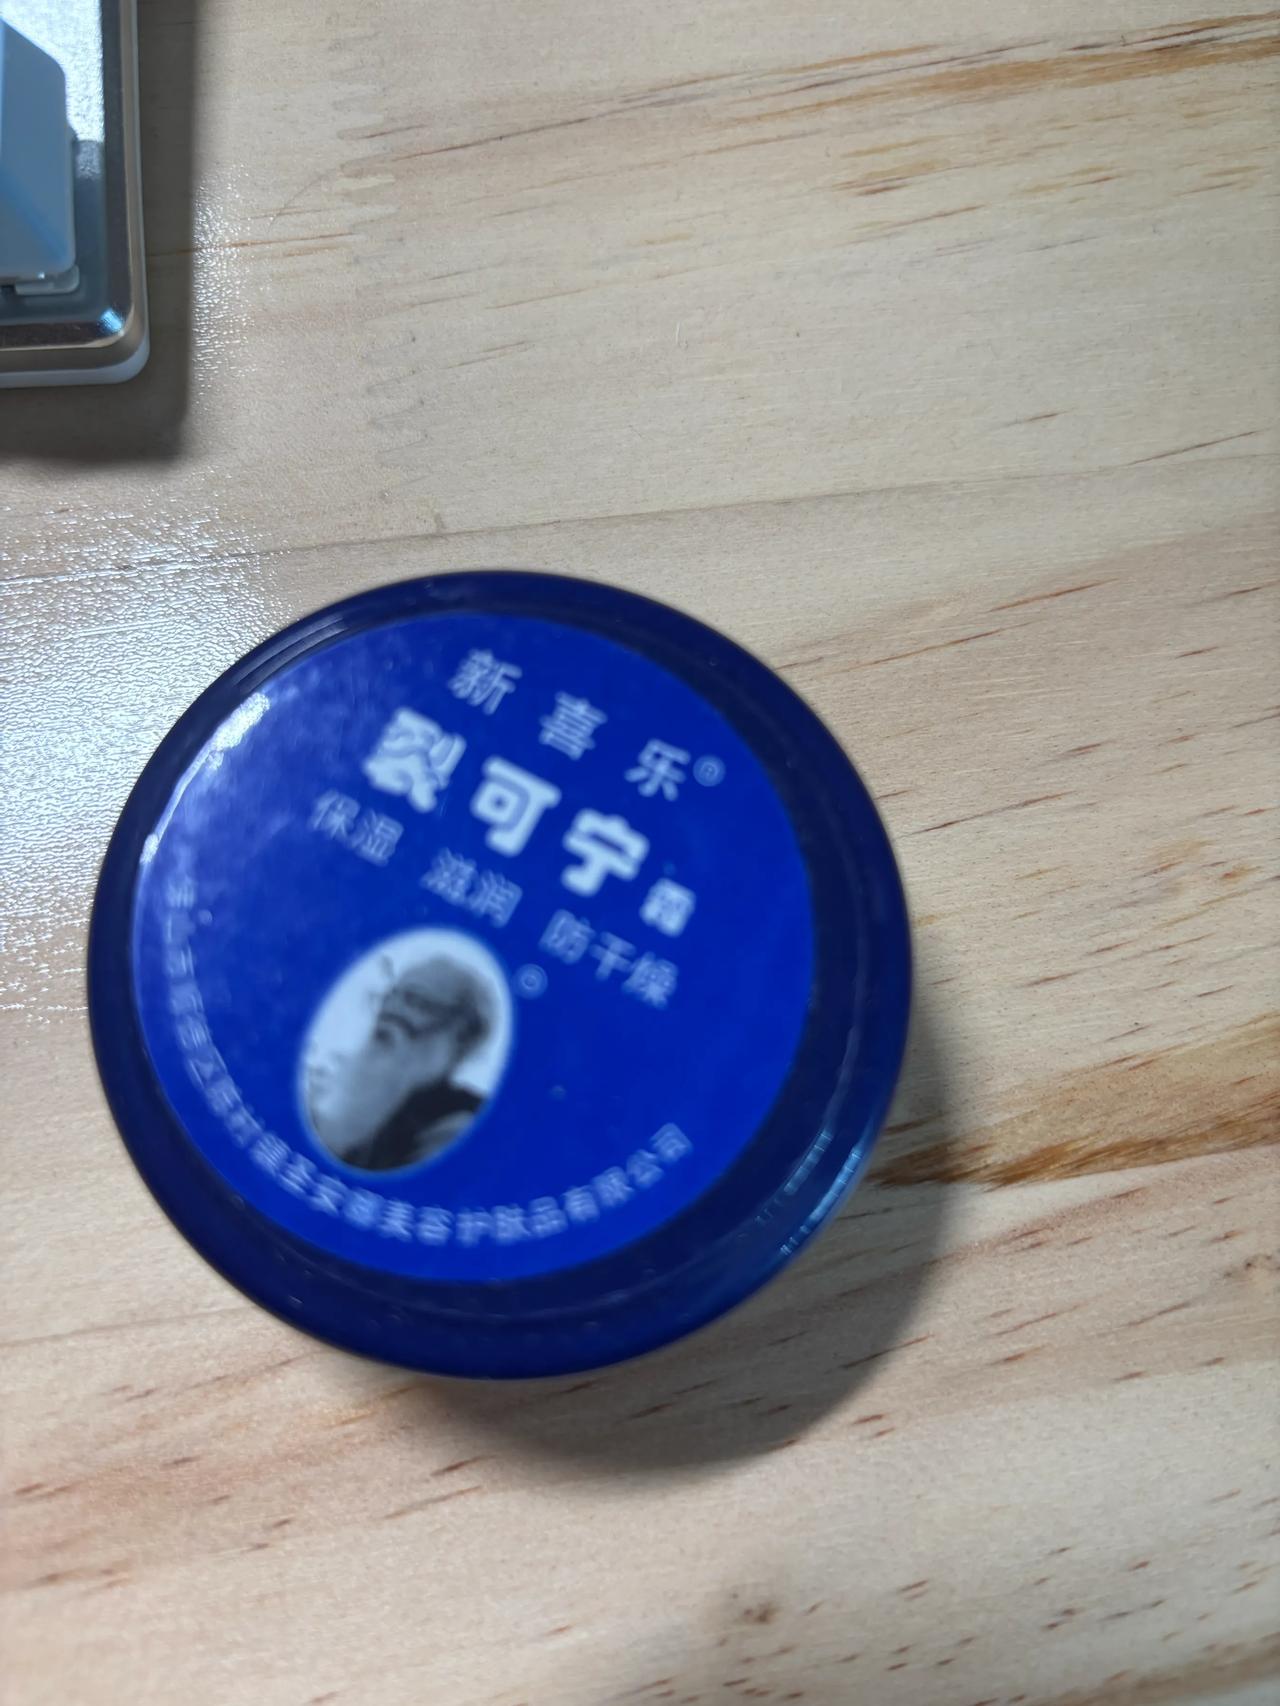 新喜乐®
裂可宁霜
保湿 滋润 防干燥
®
美容护肤品有限公司